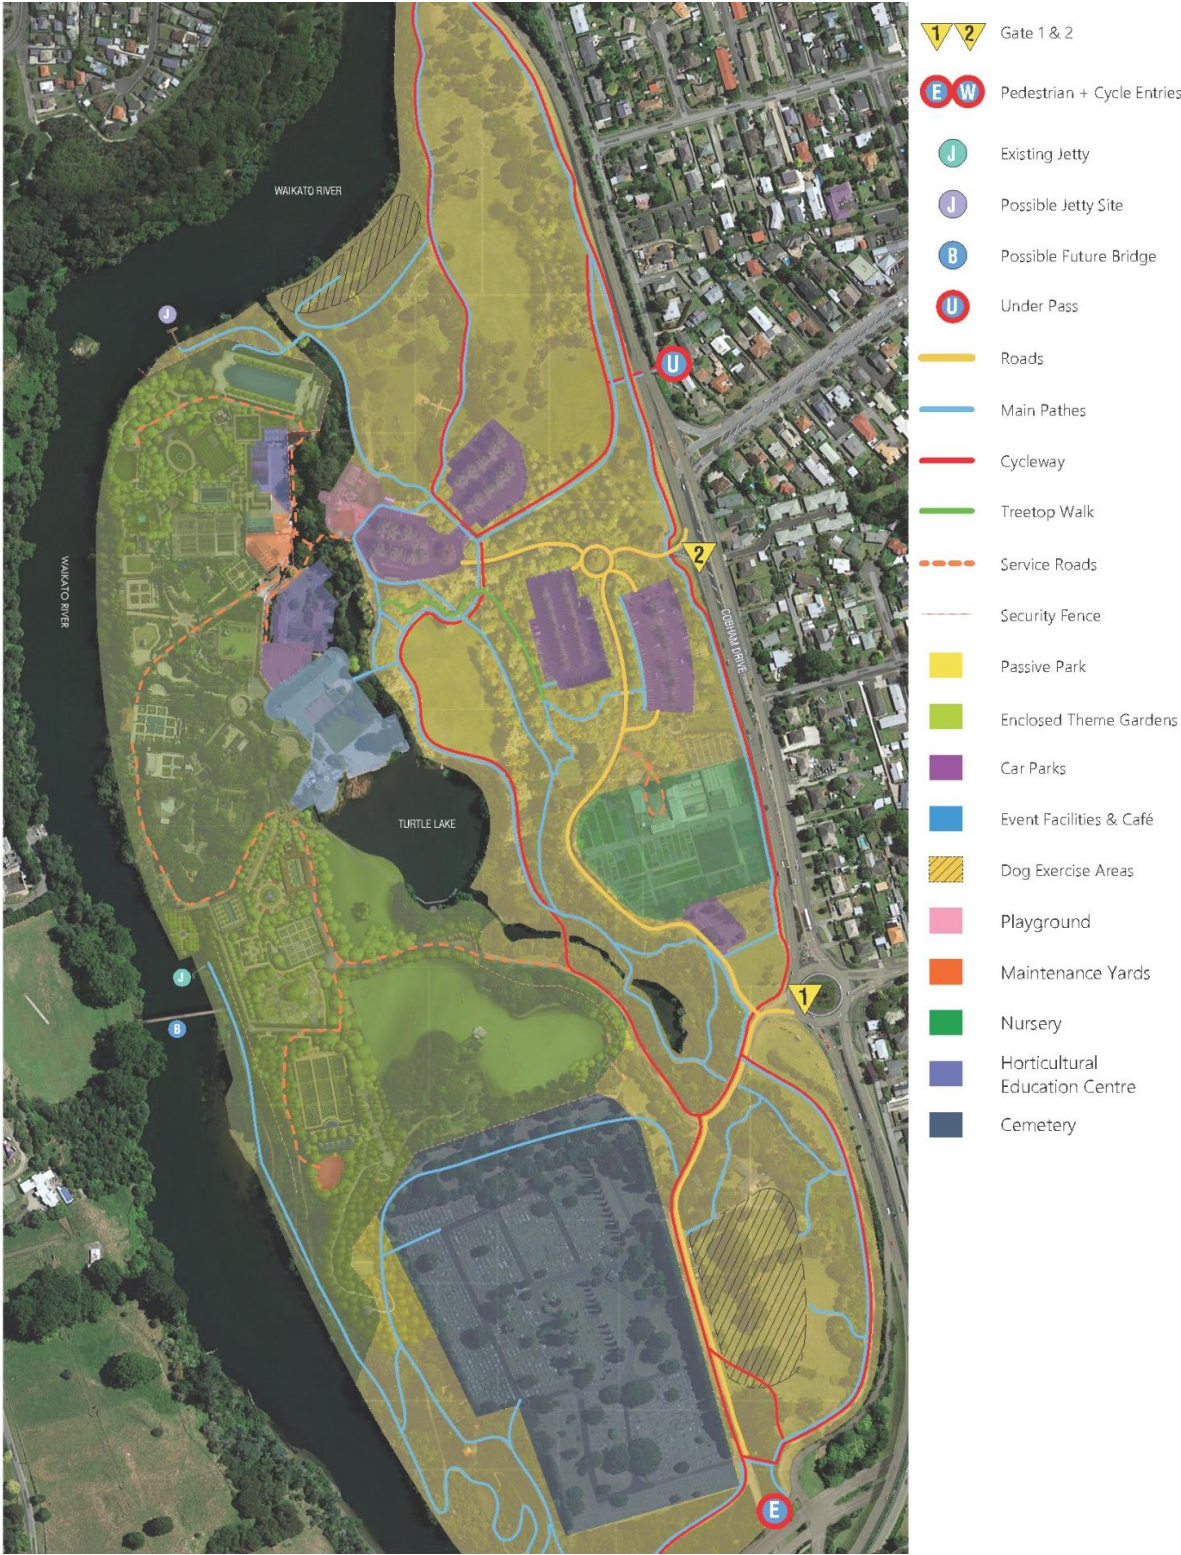 WAIKATO RIVER
J
U
2
COBHAM DRIVE
WAIKATO RIVER
TURTLE LAKE
J
B
1
E
1 2 Gate 1 & 2
E W Pedestrian + Cycle Entries
J Existing Jetty
J Possible Jetty Site
B Possible Future Bridge
U Under Pass
Roads
Main Pathes
Cycleway
Treetop Walk
Service Roads
Security Fence
Passive Park
Enclosed Theme Gardens
Car Parks
Event Facilities & Café
Dog Exercise Areas
Playground
Maintenance Yards
Nursery
Horticultural
Education Centre
Cemetery